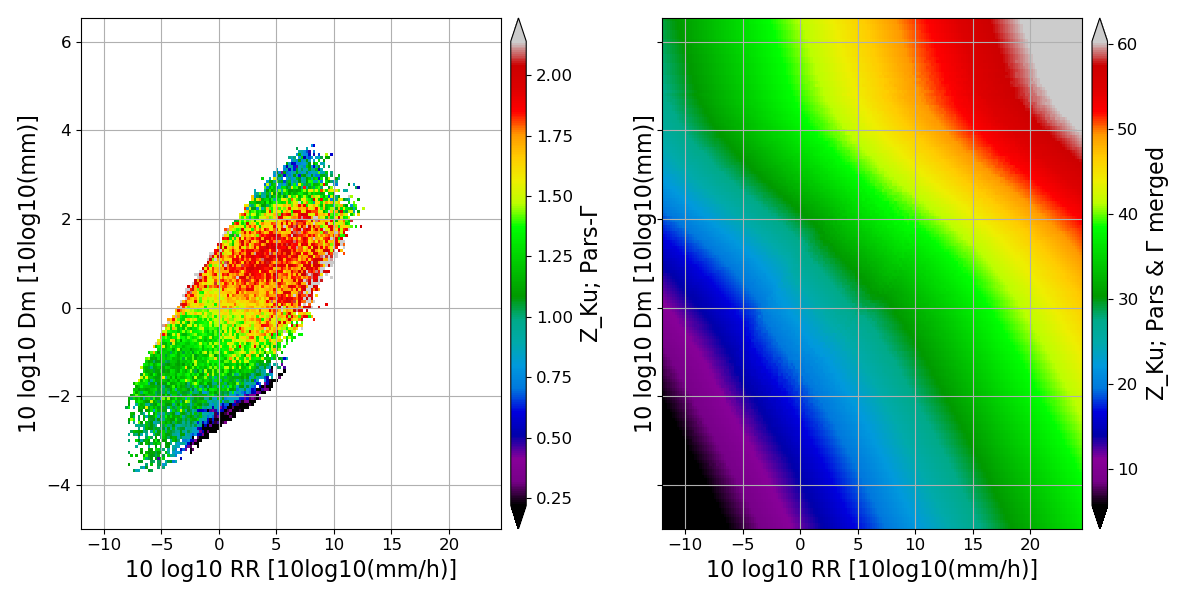 10 log10 Dm [10log10(mm)]
6
4
2
0
−2
−4
−10 −5 0 5 10 15 20
10 log10 RR [10log10(mm/h)]
2.00
1.75
1.50
1.25
1.00
0.75
0.50
0.25
Z_Ku; Pars-Γ
10 log10 Dm [10log10(mm)]
−10 −5 0 5 10 15 20
10 log10 RR [10log10(mm/h)]
60
50
40
30
20
10
Z_Ku; Pars & Γ merged